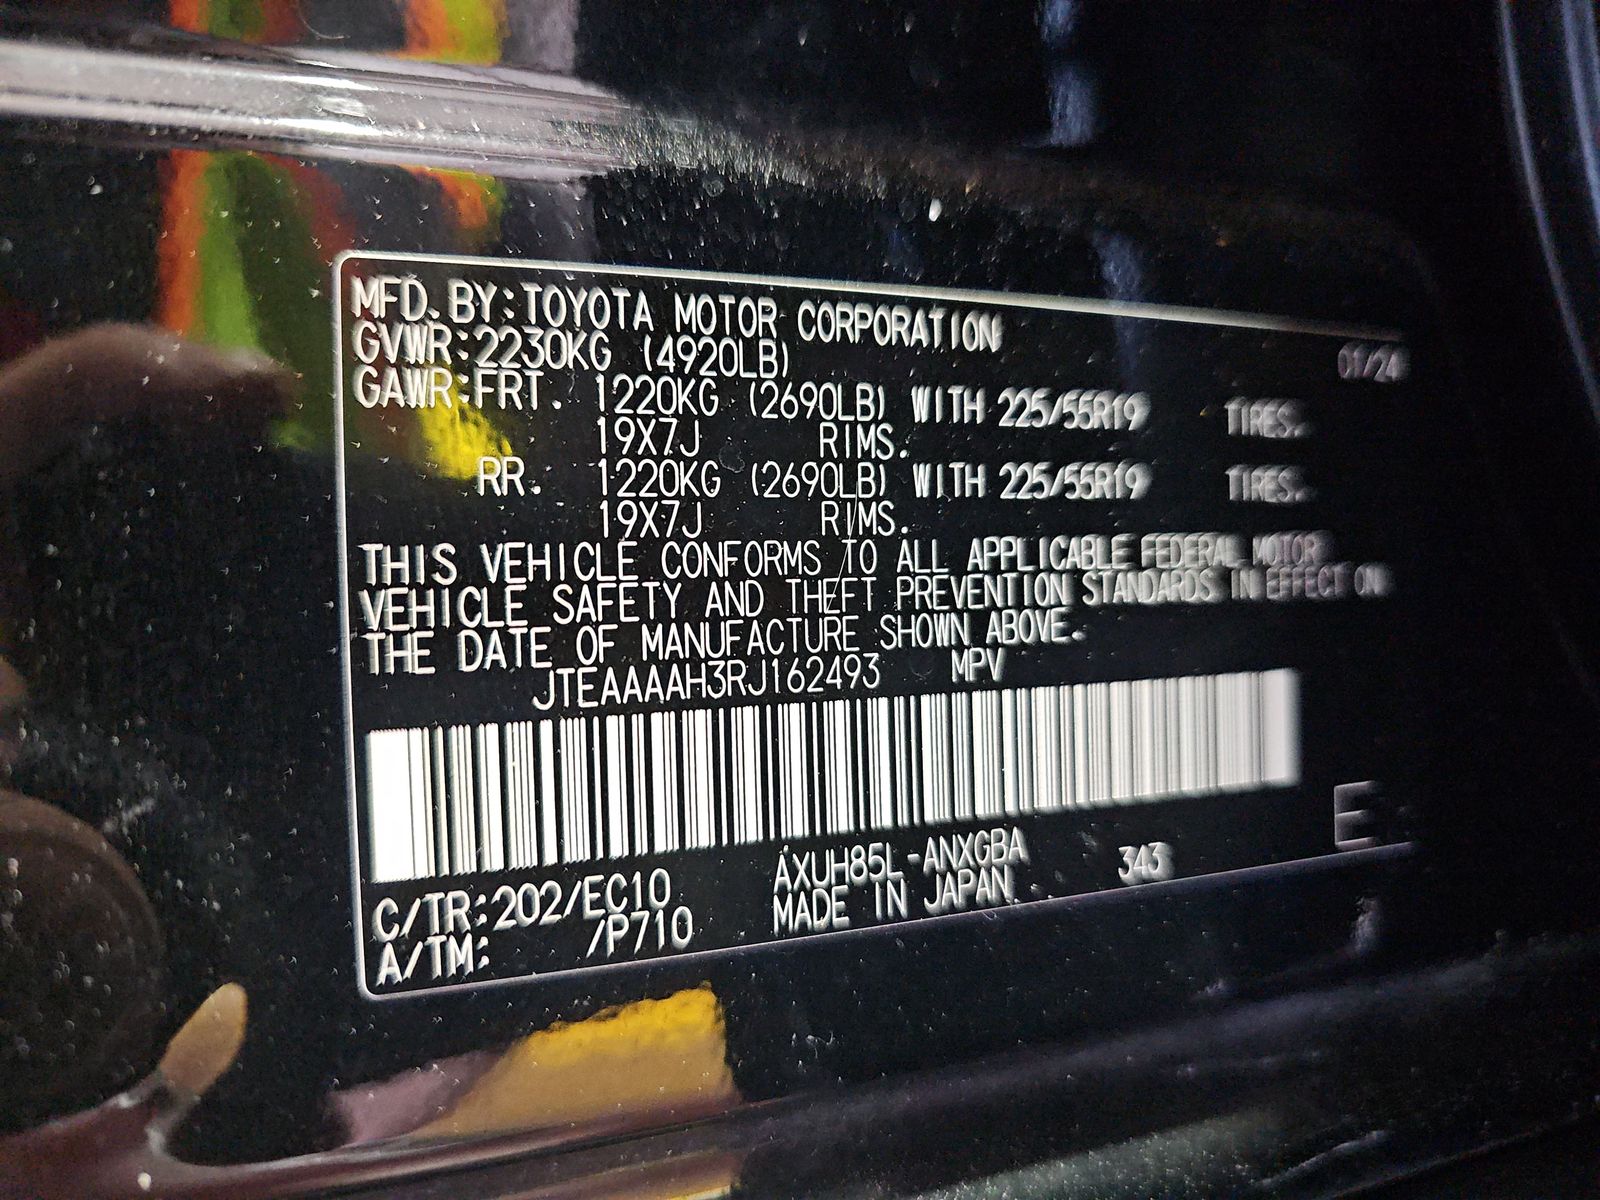 MFD. BY:TOYOTA MOTOR CORPORATION
01/24
GVWR:2230KG (4920LB)
GAWR:FRT. 1220KG (2690LB) WITH 225/55R19 TIRES.
19X7J RIMS.
RR. 1220KG (2690LB) WITH 225/55R19 TIRES.
19X7J RIMS.
THIS VEHICLE CONFORMS TO ALL APPLICABLE FEDERAL MOTOR
VEHICLE SAFETY AND THEFT PREVENTION STANDARDS IN EFFECT ON
THE DATE OF MANUFACTURE SHOWN ABOVE.
JTEAAAAH3RJ162493 MPV
E
C/TR:202/EC10 AXUH85L-ANXGBA 343
A/TM: /P710 MADE IN JAPAN